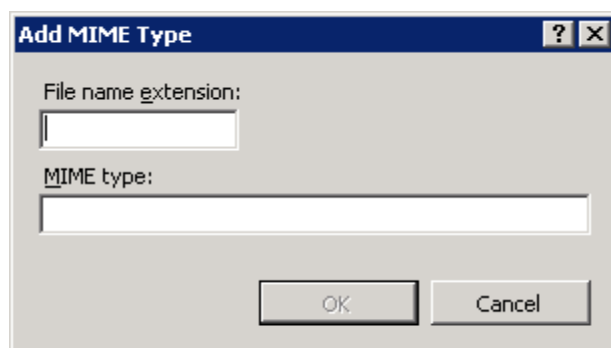 Add MIME Type
File name extension:
MIME type:
OK Cancel